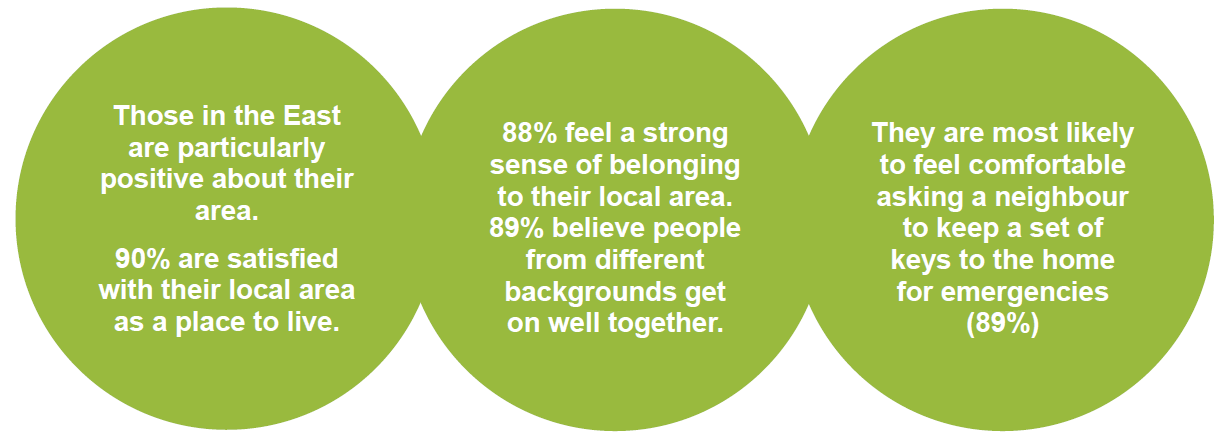 Those in the East
are particularly
positive about their
area.
90% are satisfied
with their local area
as a place to live.
88% feel a strong
sense of belonging
to their local area.
89% believe people
from different
backgrounds get
on well together.
They are most likely
to feel comfortable
asking a neighbour
to keep a set of
keys to the home
for emergencies
(89%)